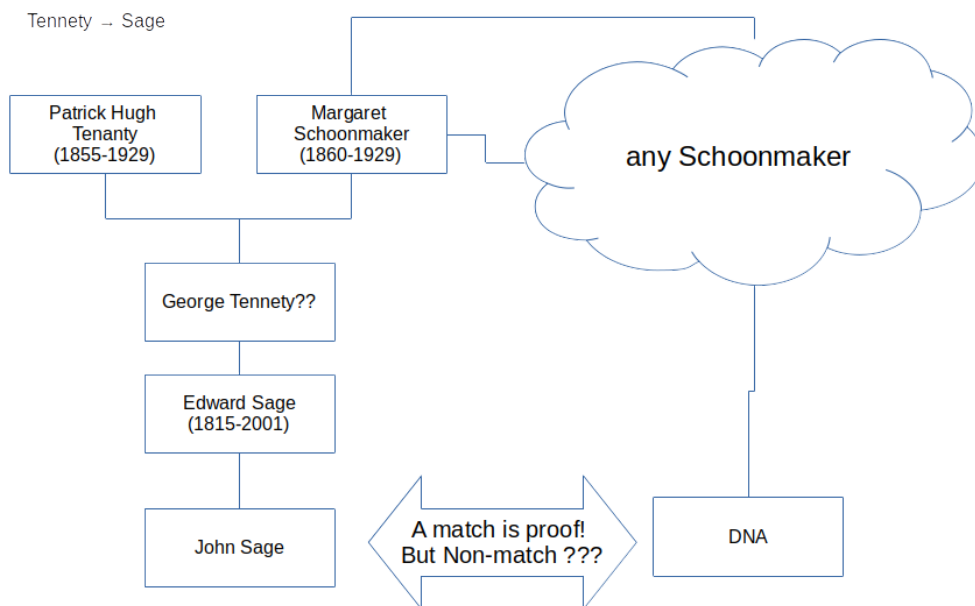 Tennety → Sage
Patrick Hugh
Tenanty
(1855-1929)
Margaret
Schoonmaker
(1860-1929)
any Schoonmaker
George Tennety??
Edward Sage
(1815-2001)
John Sage
A match is proof!
But Non-match ???
DNA